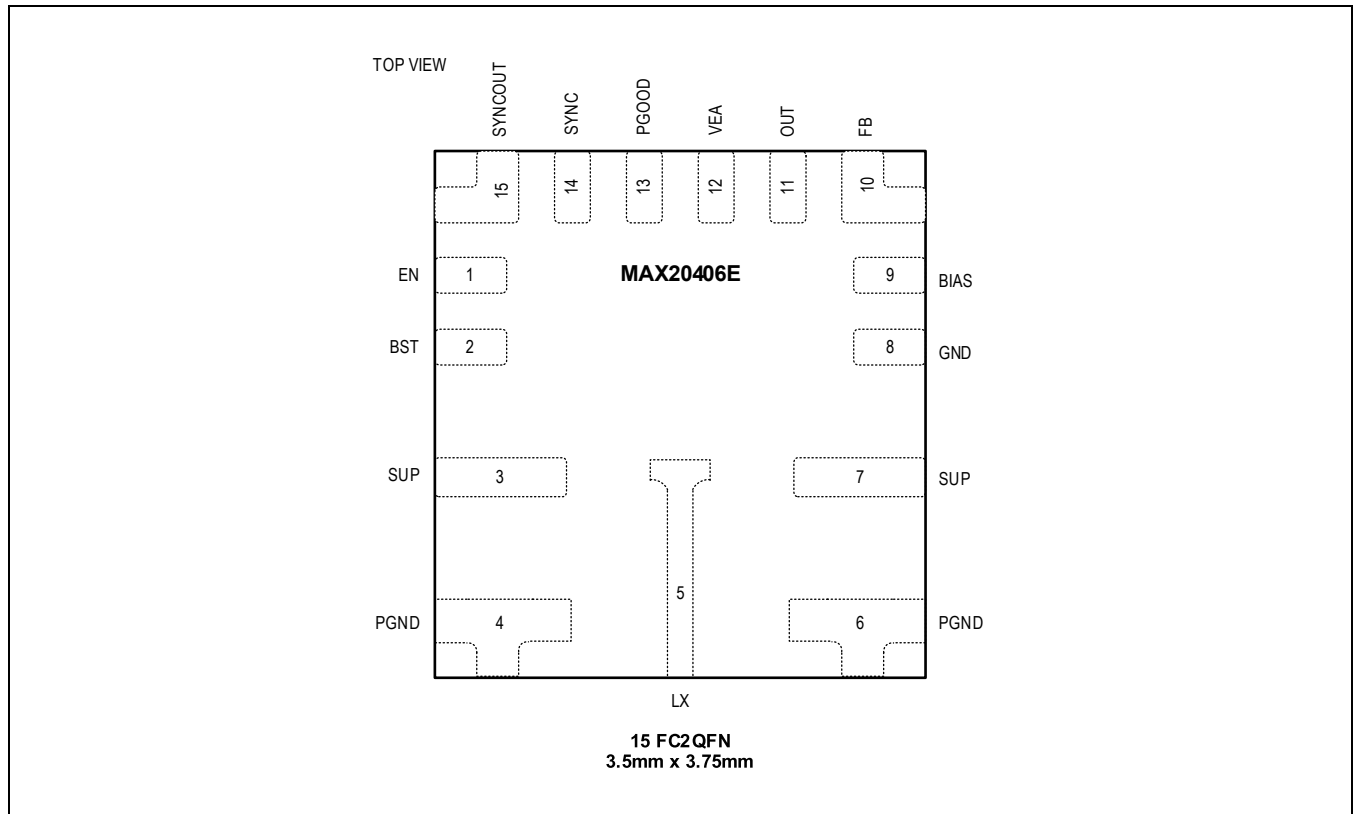 TOP VIEW
SYNCOUT
SYNC
PGOOD
VEA
OUT
FB
15
14
13
12
11
10
EN
1
MAX20406E
9
BIAS
BST
2
8
GND
SUP
3
7
SUP
5
PGND
4
6
PGND
LX
15 FC2QFN
3.5mm x 3.75mm